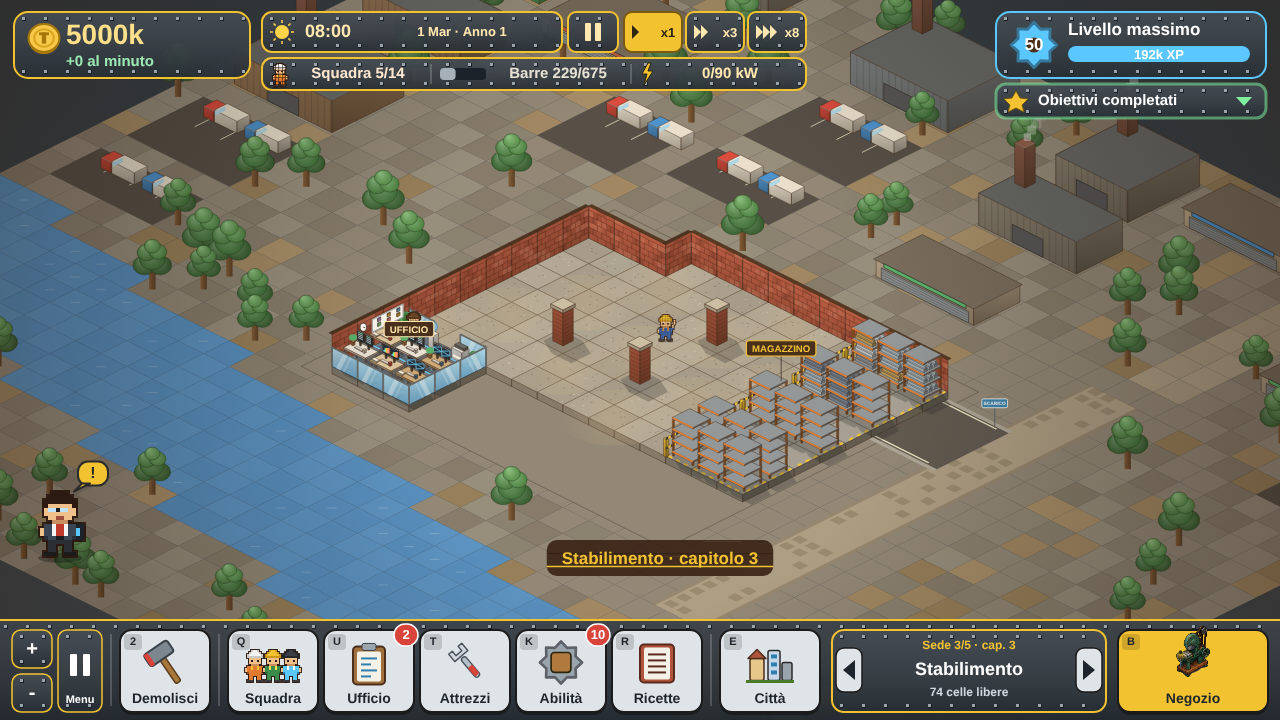 5000k
+0 al minuto
08:00
1 Mar · Anno 1
x1
x3
x8
Squadra 5/14
Barre 229/675
0/90 kW
50
Livello massimo
192k XP
Obiettivi completati
UFFICIO
MAGAZZINO
SCARICO
!
Stabilimento · capitolo 3
+
-
Menu
2
Demolisci
Q
Squadra
U
2
Ufficio
T
Attrezzi
K
10
Abilità
R
Ricette
E
Città
Sede 3/5 · cap. 3
Stabilimento
74 celle libere
B
Negozio